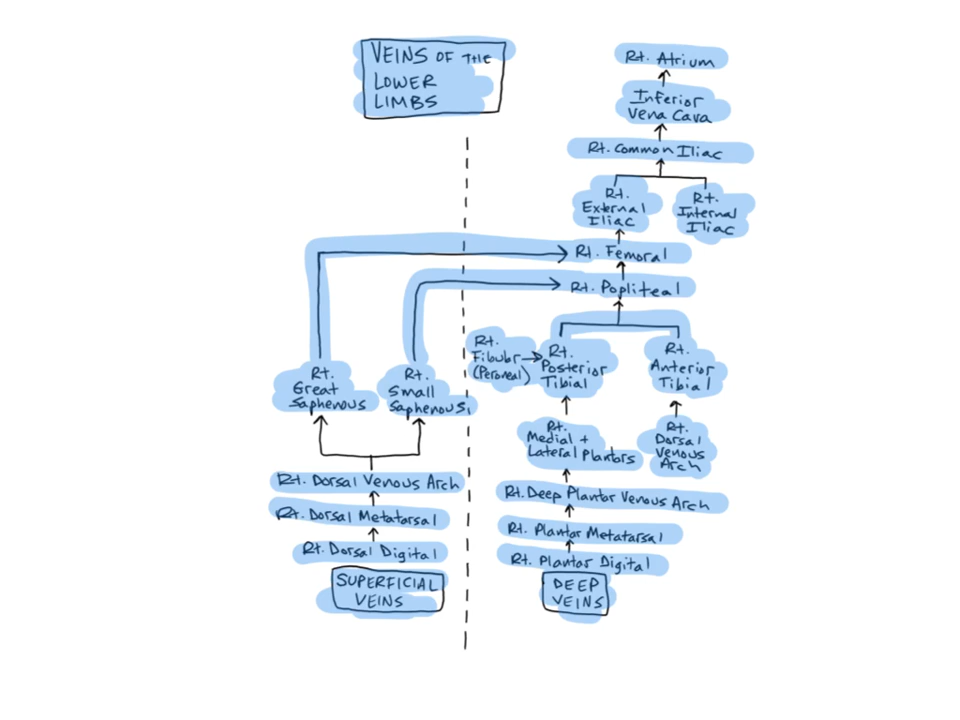 VEINS OF THE
LOWER
LIMBS
Rt. Atrium
Inferior
Vena Cava
Rt. Common Iliac
Rt.
External
Iliac
Rt.
Internal
Iliac
Rt. Femoral
Rt. Popliteal
Rt.
Fibular
(Peroneal)
Rt.
Posterior
Tibial
Rt.
Anterior
Tibial
Rt.
Great
Saphenous
Rt.
Small
Saphenous
Rt.
Medial +
Lateral Plantars
Rt.
Dorsal
Venous
Arch
Rt. Dorsal Venous Arch
Rt. Dorsal Metatarsal
Rt. Dorsal Digital
Rt. Deep Plantar Venous Arch
Rt. Plantar Metatarsal
Rt. Plantar Digital
SUPERFICIAL
VEINS
DEEP
VEINS